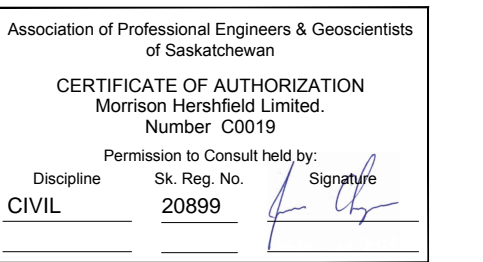 Association of Professional Engineers & Geoscientists
of Saskatchewan
CERTIFICATE OF AUTHORIZATION
Morrison Hershfield Limited.
Number C0019
Permission to Consult held by:
Discipline Sk. Reg. No. Signature
CIVIL 20899